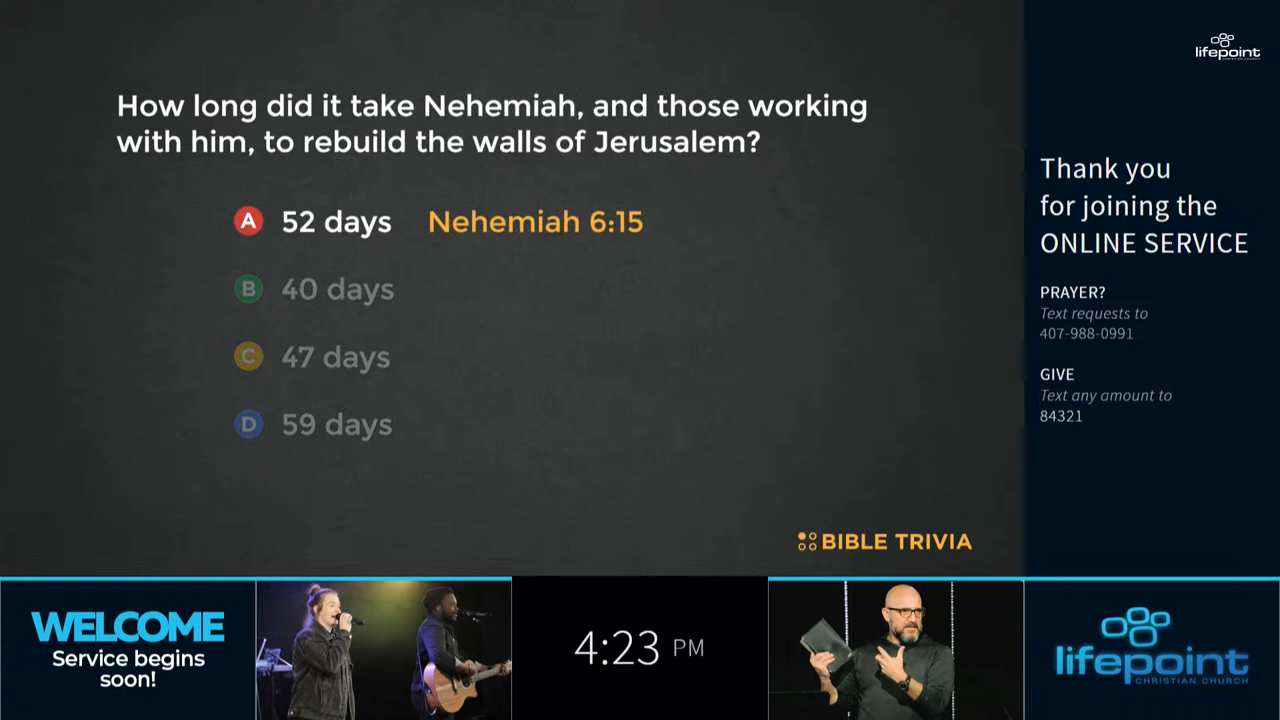 How long did it take Nehemiah, and those working
with him, to rebuild the walls of Jerusalem?
A 52 days Nehemiah 6:15
B 40 days
C 47 days
D 59 days
BIBLE TRIVIA
lifepoint
CHRISTIAN CHURCH
Thank you
for joining the
ONLINE SERVICE
PRAYER?
Text requests to
407-988-0991
GIVE
Text any amount to
84321
WELCOME
Service begins
soon!
4:23 PM
lifepoint
CHRISTIAN CHURCH